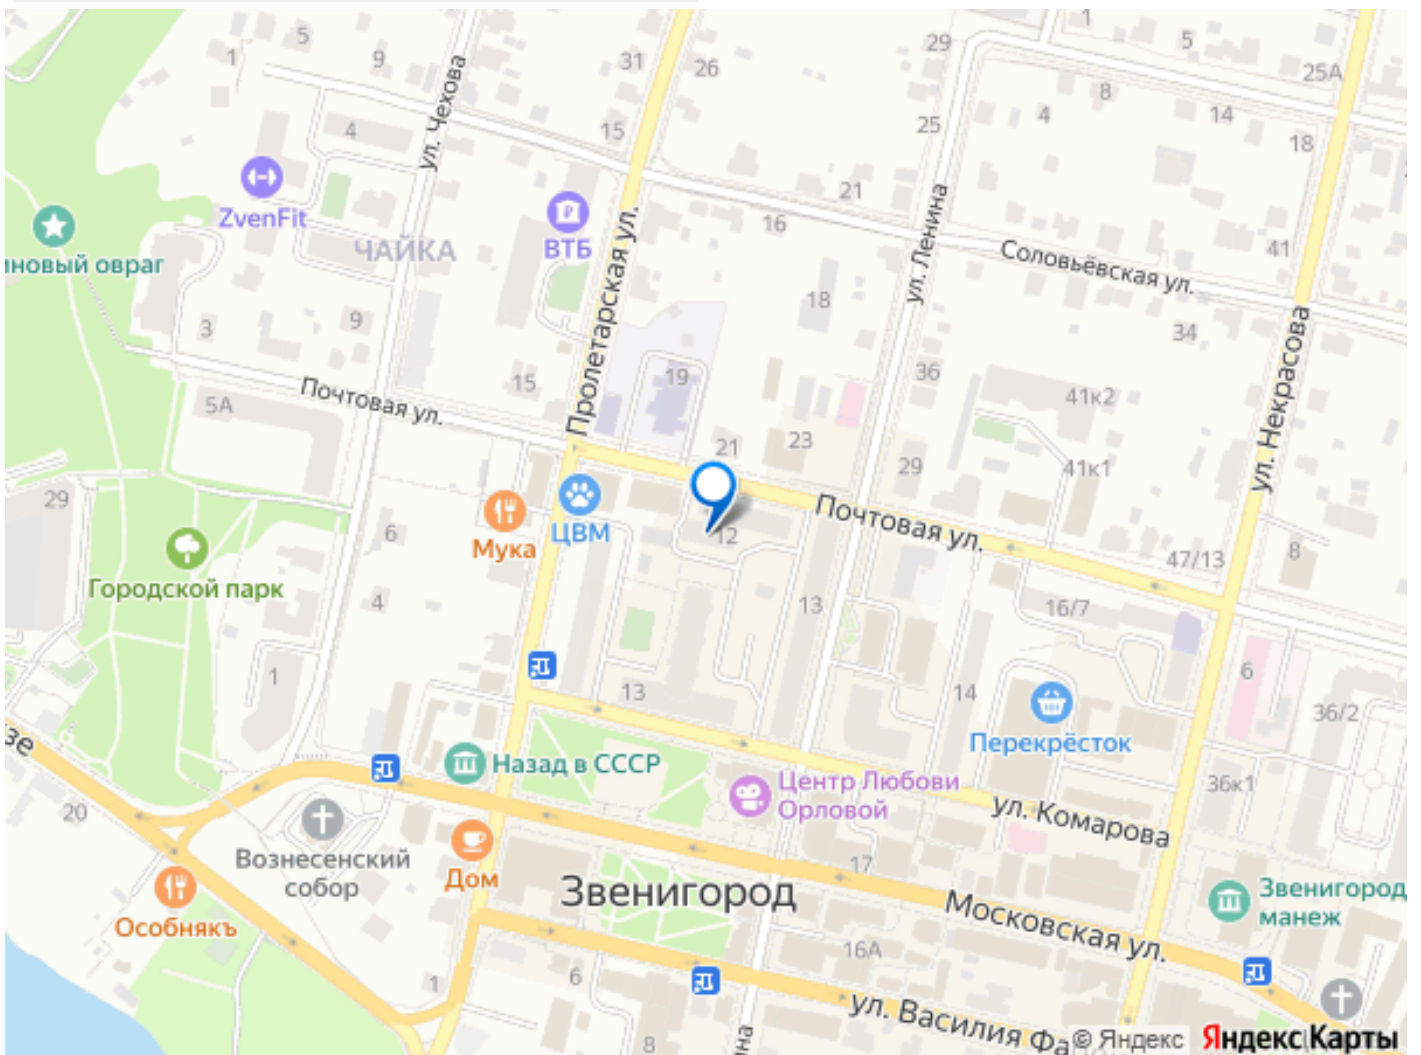 5
1
9
ул. Чехова
31
26
29
1
5
25А
8
14
4
4
15
25
18
ZvenFit
ВТБ
21
16
ЧАЙКА
Пролетарская ул.
ул. Ленина
Соловьёвская ул.
41
иновый овраг
3
9
18
34
ул. Некрасова
15
19
36
5А
Почтовая ул.
41к2
21
23
29
41к1
29
Мука
ЦВМ
6
12
Почтовая ул.
47/13
8
Городской парк
4
13
16/7
1
13
14
6
36/2
зе
Перекрёсток
Назад в СССР
Центр Любови
Орловой
36к1
20
ул. Комарова
Вознесенский
собор
Дом
17
Звенигород
Звенигород
манеж
Особнякъ
Московская ул.
16А
1
6
8
ул. Василия Фа
на
© Яндекс Яндекс Карты